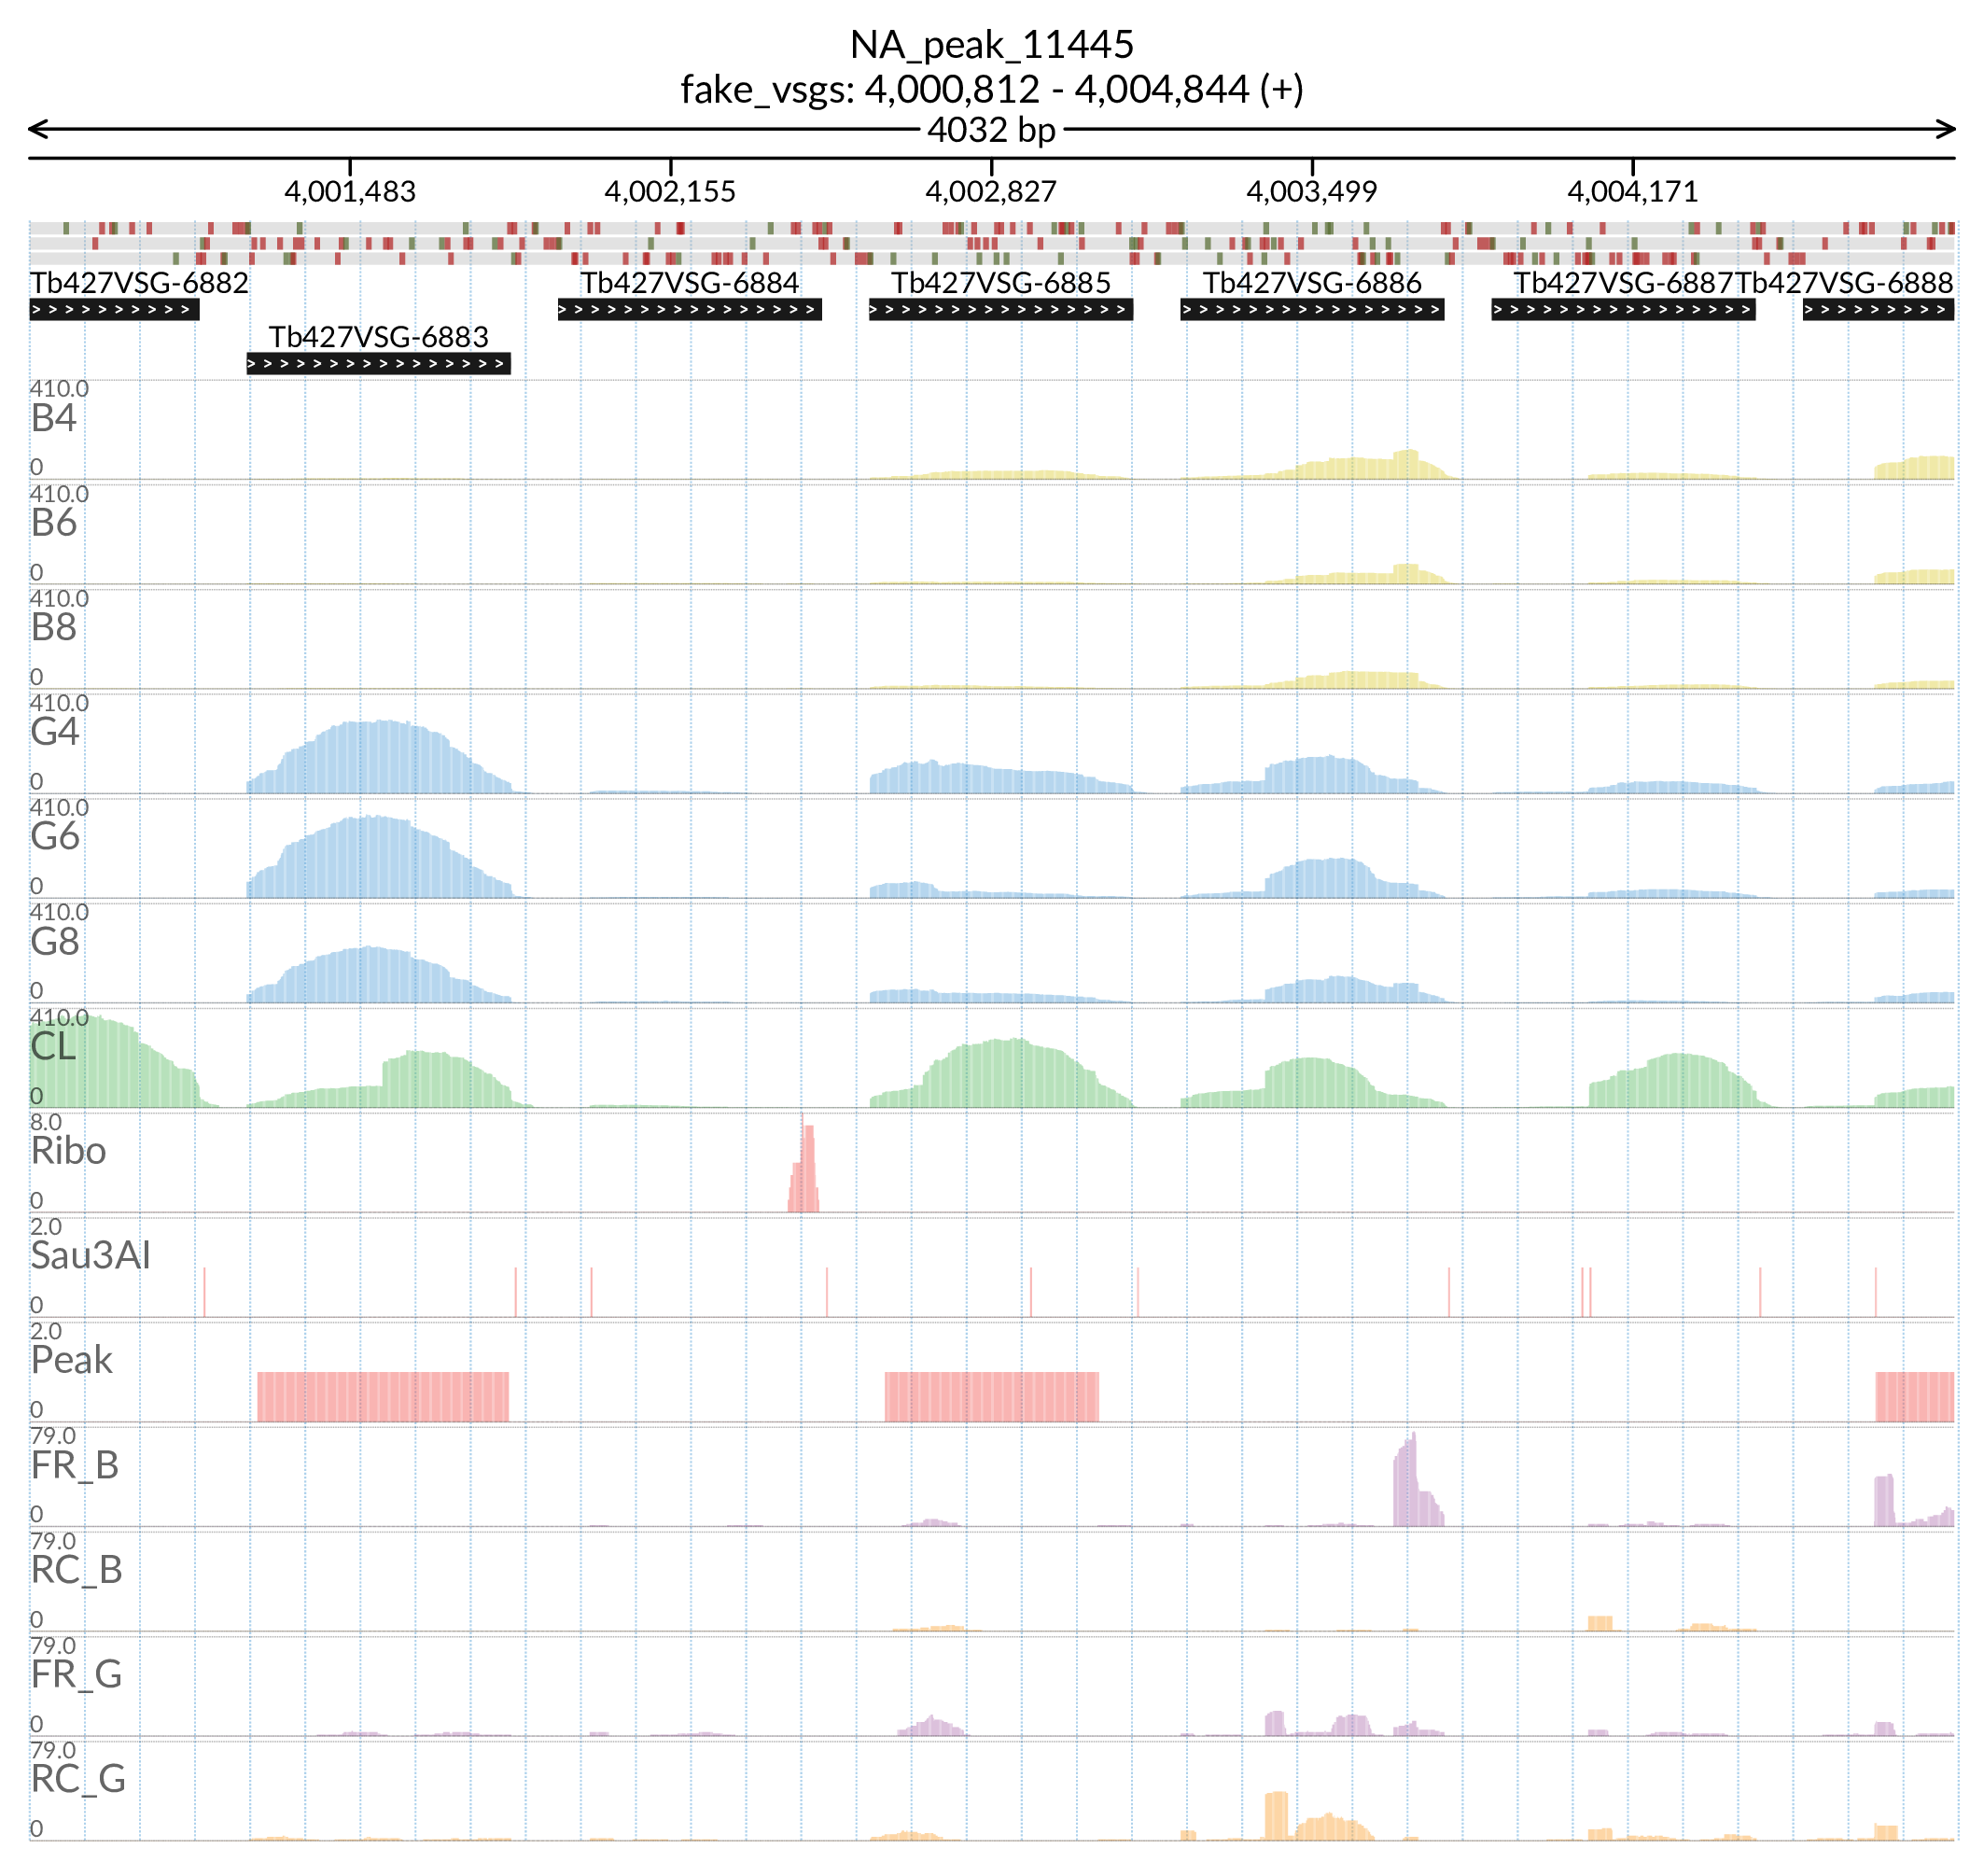 NA_peak_11445
fake_vsgs: 4,000,812 - 4,004,844 (+)
4032 bp
4,001,483 4,002,155 4,002,827 4,003,499 4,004,171
Tb427VSG-6882 Tb427VSG-6884 Tb427VSG-6885 Tb427VSG-6886 Tb427VSG-6887 Tb427VSG-6888
Tb427VSG-6883
410.0
B4
0
410.0
B6
0
410.0
B8
0
410.0
G4
0
410.0
G6
0
410.0
G8
0
410.0
CL
0
8.0
Ribo
0
2.0
Sau3AI
0
2.0
Peak
0
79.0
FR_B
0
79.0
RC_B
0
79.0
FR_G
0
79.0
RC_G
0